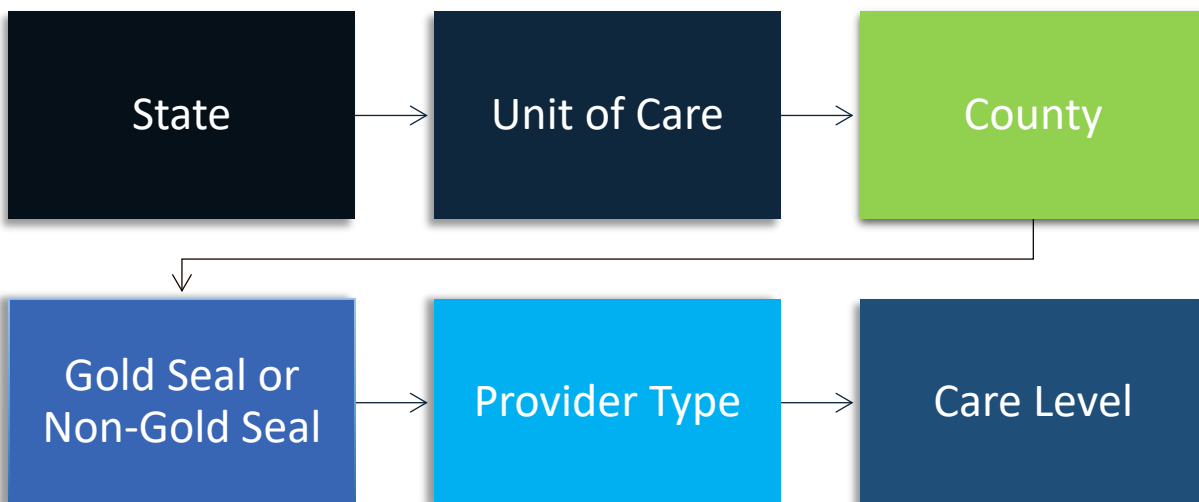 State
Unit of Care
County
Gold Seal or
Non-Gold Seal
Provider Type
Care Level